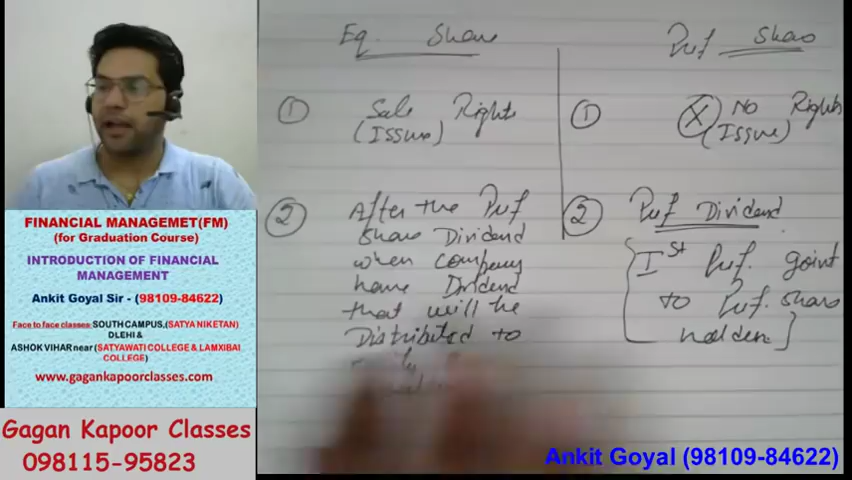 Eq. Share
Pref Share
① Sale Rights
(Issue)
① X No Rights
(Issue)
② After the Pref
Share Dividend
when company
have Dividend
that will be
Distributed to
② Pref Dividend
Ist Pref. goint
to Pref. share
holders
FINANCIAL MANAGEMET(FM)
(for Graduation Course)
INTRODUCTION OF FINANCIAL
MANAGEMENT
Ankit Goyal Sir - (98109-84622)
Face to face classes: SOUTH CAMPUS,(SATYA NIKETAN)
DLEHI &
ASHOK VIHAR near (SATYAWATI COLLEGE & LAMXIBAI
COLLEGE)
www.gagankapoorclasses.com
Gagan Kapoor Classes
098115-95823
Ankit Goyal (98109-84622)